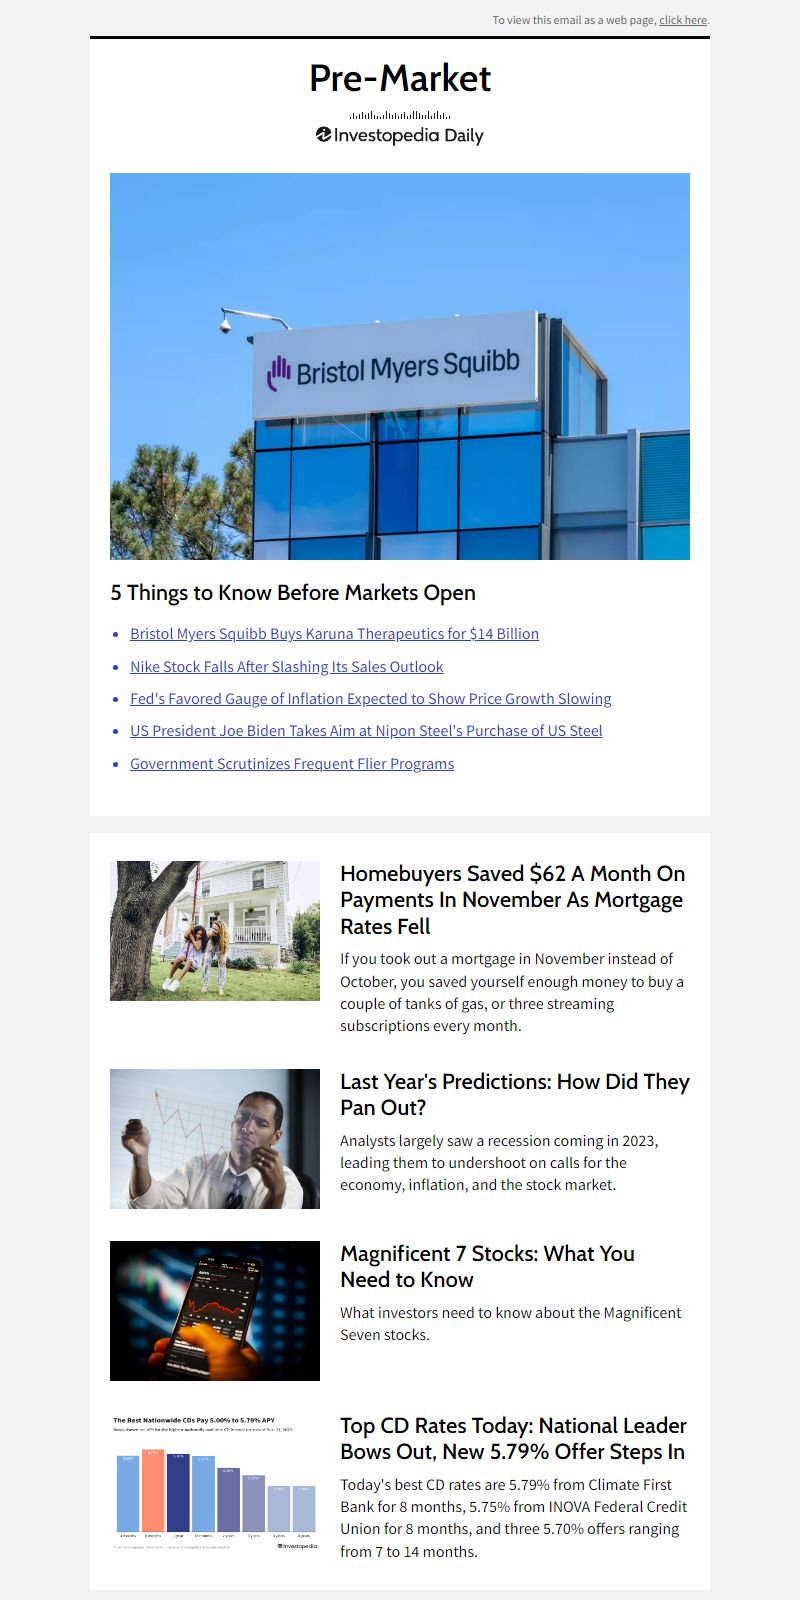 To view this email as a web page, click here.
Pre-Market
Investopedia Daily
Bristol Myers Squibb
5 Things to Know Before Markets Open
Bristol Myers Squibb Buys Karuna Therapeutics for $14 Billion
Nike Stock Falls After Slashing Its Sales Outlook
Fed's Favored Gauge of Inflation Expected to Show Price Growth Slowing
US President Joe Biden Takes Aim at Nipon Steel's Purchase of US Steel
Government Scrutinizes Frequent Flier Programs
Homebuyers Saved $62 A Month On
Payments In November As Mortgage
Rates Fell
If you took out a mortgage in November instead of
October, you saved yourself enough money to buy a
couple of tanks of gas, or three streaming
subscriptions every month.
Last Year's Predictions: How Did They
Pan Out?
Analysts largely saw a recession coming in 2023,
leading them to undershoot on calls for the
economy, inflation, and the stock market.
Magnificent 7 Stocks: What You
Need to Know
What investors need to know about the Magnificent
Seven stocks.
The Best Nationwide CDs Pay 5.00% to 5.79% APY
Investopedia
Top CD Rates Today: National Leader
Bows Out, New 5.79% Offer Steps In
Today's best CD rates are 5.79% from Climate First
Bank for 8 months, 5.75% from INOVA Federal Credit
Union for 8 months, and three 5.70% offers ranging
from 7 to 14 months.